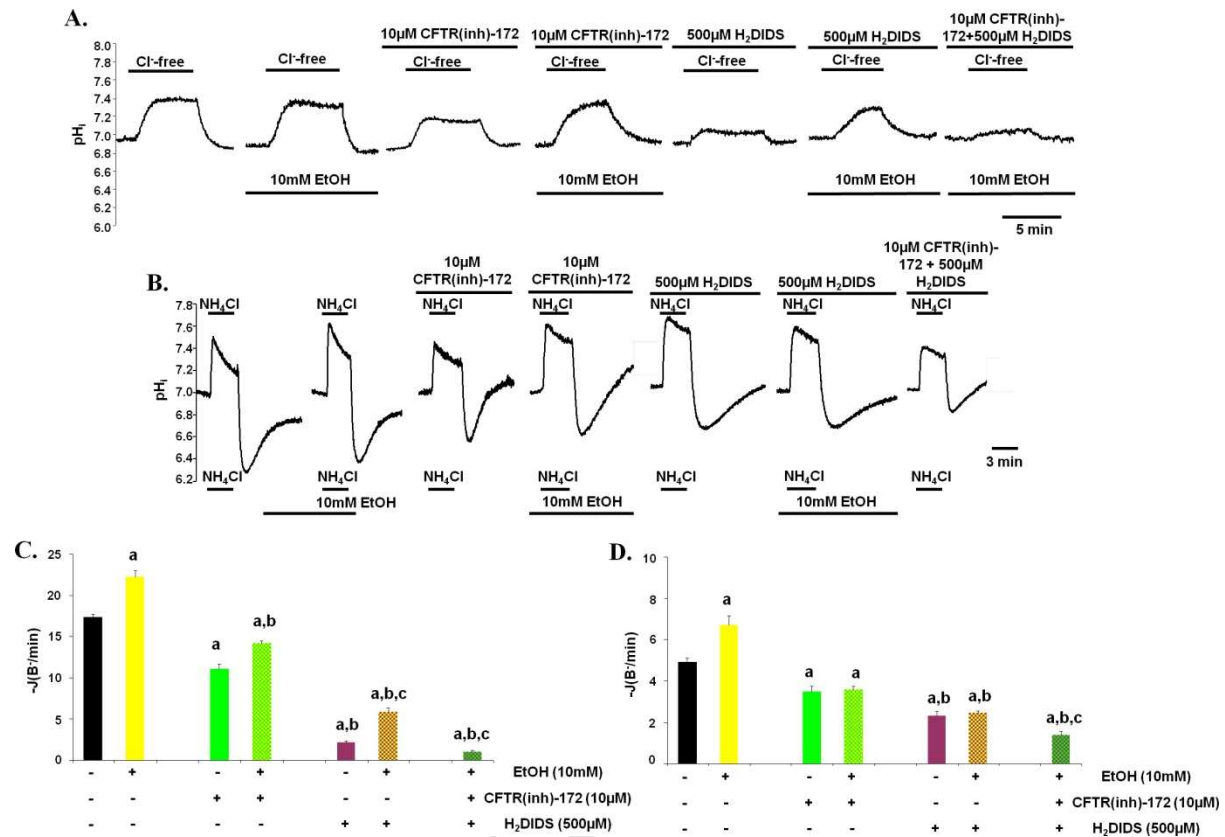 A.
10µM CFTR(inh)-172 10µM CFTR(inh)-172 500µM H₂DIDS 500µM H₂DIDS 10µM CFTR(inh)-
172+500µM H₂DIDS
Cl⁻-free Cl⁻-free Cl⁻-free Cl⁻-free Cl⁻-free Cl⁻-free Cl⁻-free
8.0
7.8
7.4
7.0
6.8
6.6
6.4
6.2
6.0
pHi
10mM EtOH 10mM EtOH 10mM EtOH 10mM EtOH
5 min
B.
10µM
CFTR(inh)-172
10µM
CFTR(inh)-172
500µM H₂DIDS
500µM H₂DIDS
10µM CFTR(inh)-
172 + 500µM
H₂DIDS
NH₄Cl NH₄Cl NH₄Cl NH₄Cl NH₄Cl NH₄Cl NH₄Cl
7.8
7.6
7.4
7.0
6.8
6.6
6.4
6.2
pHi
3 min
NH₄Cl NH₄Cl NH₄Cl NH₄Cl NH₄Cl NH₄Cl NH₄Cl
10mM EtOH 10mM EtOH 10mM EtOH
C.
-J(B⁻/min)
25
20
15
10
5
0
a a a,b a,b a,b,c a,b,c
- + - + - + + EtOH (10mM)
- - + + - - + CFTR(inh)-172 (10µM)
- - - - + + + H₂DIDS (500µM)
D.
-J(B⁻/min)
10
8
6
4
2
0
a a a a,b a,b a,b,c
- + - + - + + EtOH (10mM)
- - + + - - + CFTR(inh)-172 (10µM)
- - - - + + + H₂DIDS (500µM)